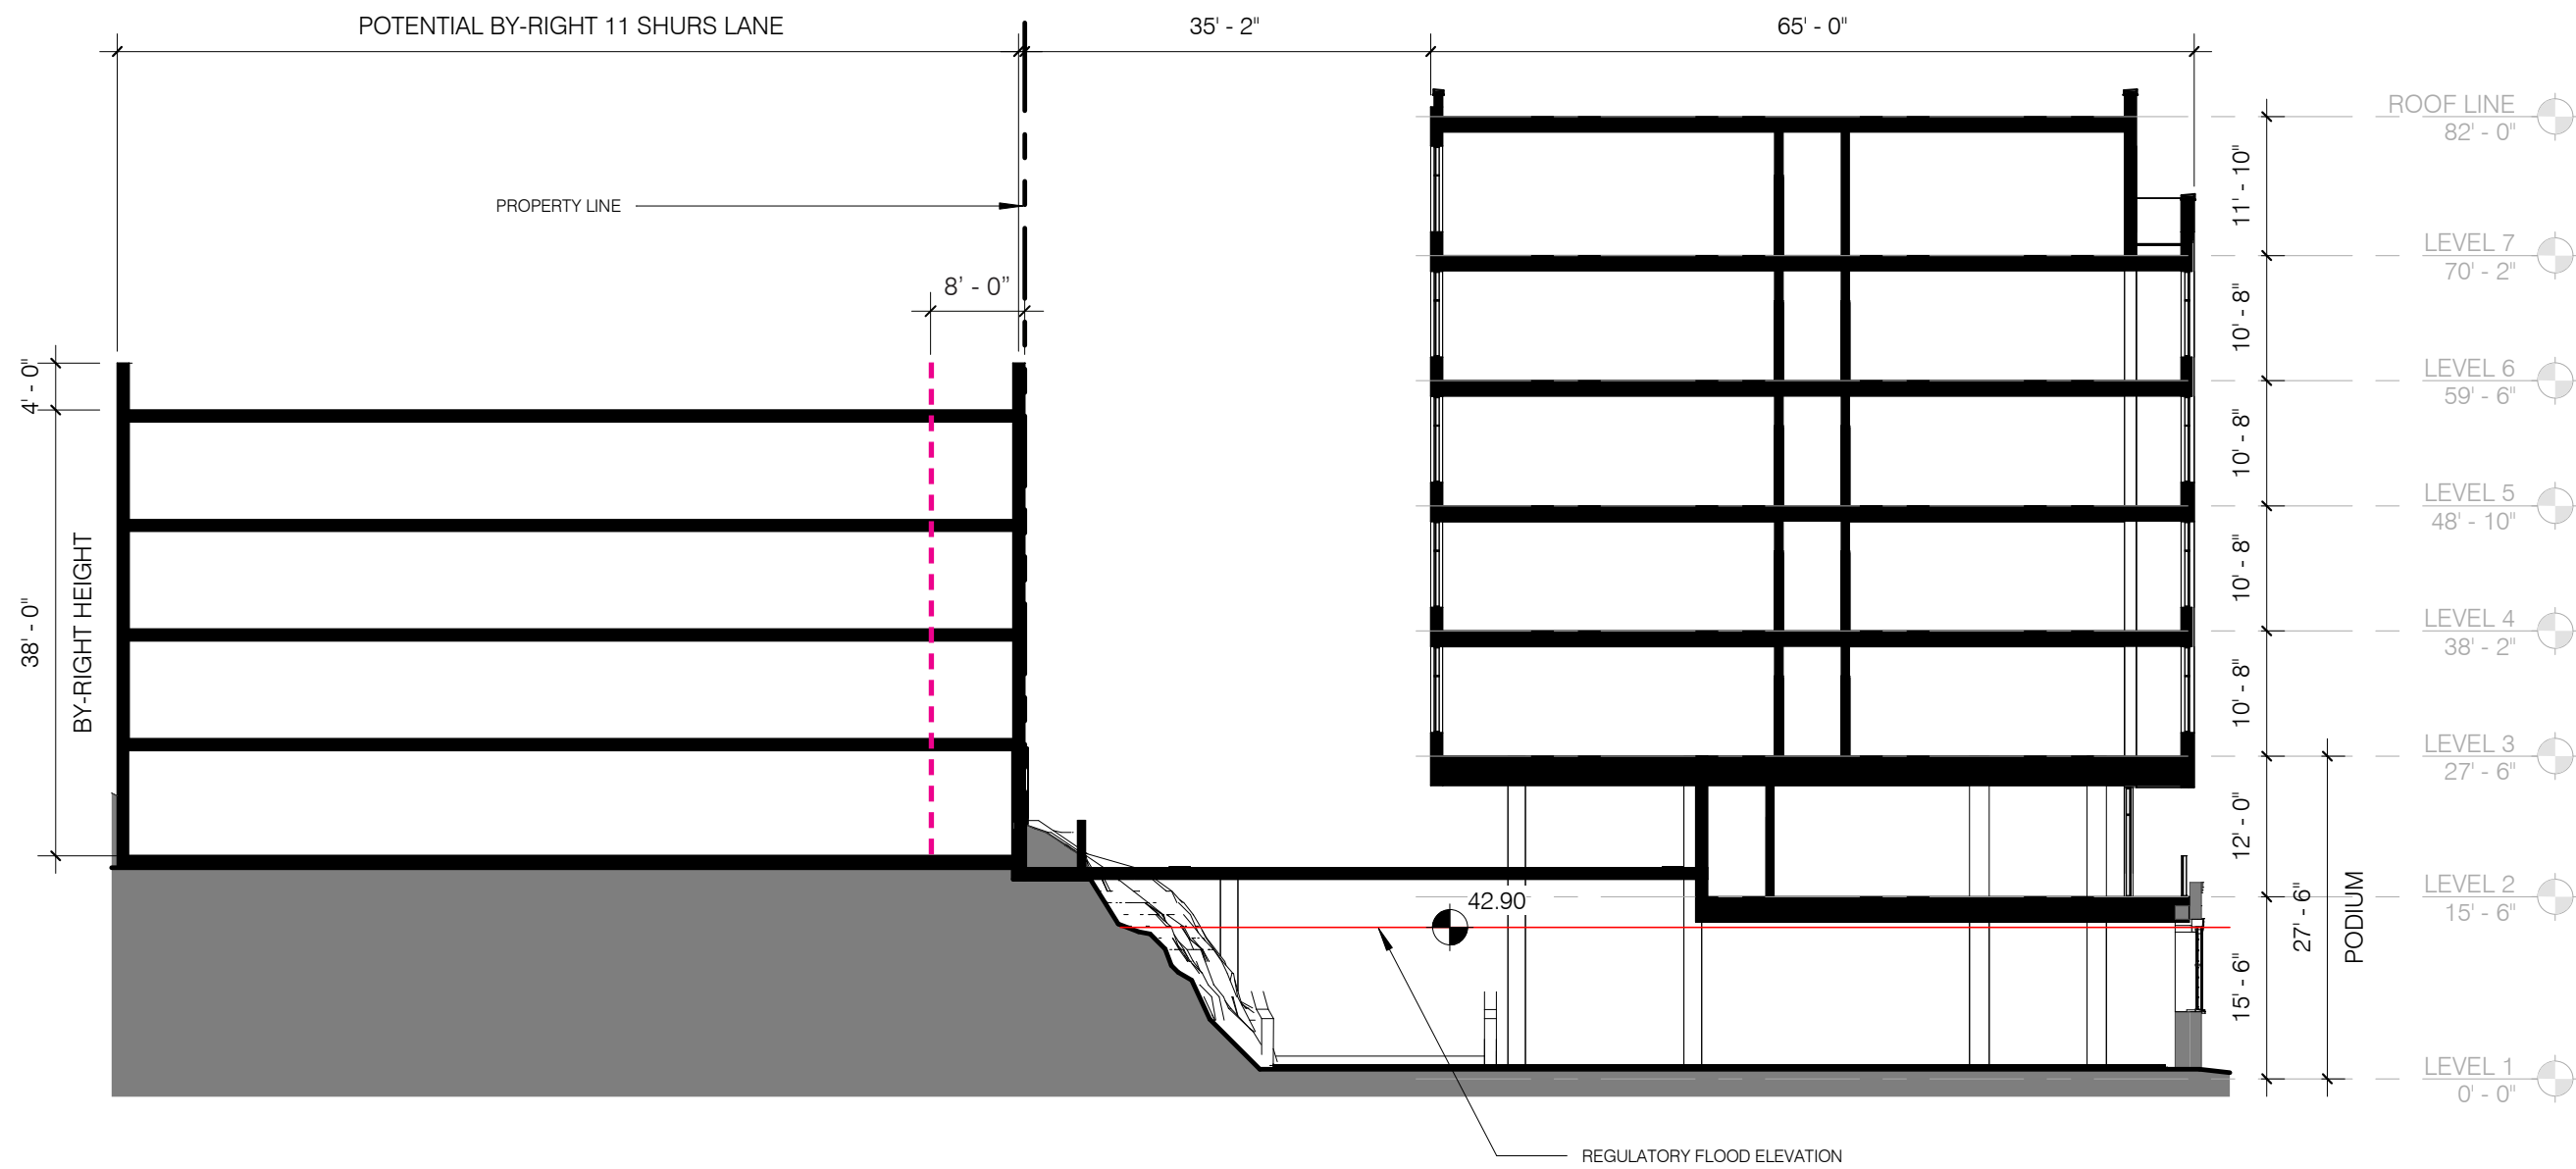 POTENTIAL BY-RIGHT 11 SHURS LANE
35' - 2"
65' - 0"
ROOF LINE
82' - 0"
11' - 10"
PROPERTY LINE
LEVEL 7
70' - 2"
8’ - 0”
10' - 8"
4' - 0"
LEVEL 6
59' - 6"
10' - 8"
LEVEL 5
48' - 10"
10' - 8"
38' - 0"
BY-RIGHT HEIGHT
LEVEL 4
38' - 2"
10' - 8"
LEVEL 3
27' - 6"
12' - 0"
LEVEL 2
15' - 6"
42.90
27' - 6"
PODIUM
15' - 6"
LEVEL 1
0' - 0"
REGULATORY FLOOD ELEVATION